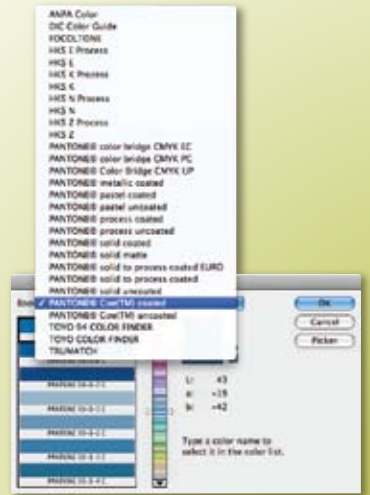 ANPA Color
DIC Color Guide
FOCOLTONE
HKS E Process
HKS E
HKS K Process
HKS K
HKS N Process
HKS N
HKS Z Process
HKS Z
PANTONE® color bridge CMYK EC
PANTONE® color bridge CMYK PC
PANTONE® Color Bridge CMYK UP
PANTONE® metallic coated
PANTONE® pastel coated
PANTONE® pastel uncoated
PANTONE® process coated
PANTONE® process uncoated
PANTONE® solid coated
PANTONE® solid matte
PANTONE® solid to process coated EURO
PANTONE® solid to process coated
PANTONE® solid uncoated
✓ PANTONE® Goe(TM) coated
PANTONE® Goe(TM) uncoated
TOYO 94 COLOR FINDER
TOYO COLOR FINDER
TRUMATCH
OK
Cancel
Picker
L: 43
a: -19
b: -42
Type a color name to
select it in the color list.
PANTONE
PANTONE
PANTONE
PANTONE